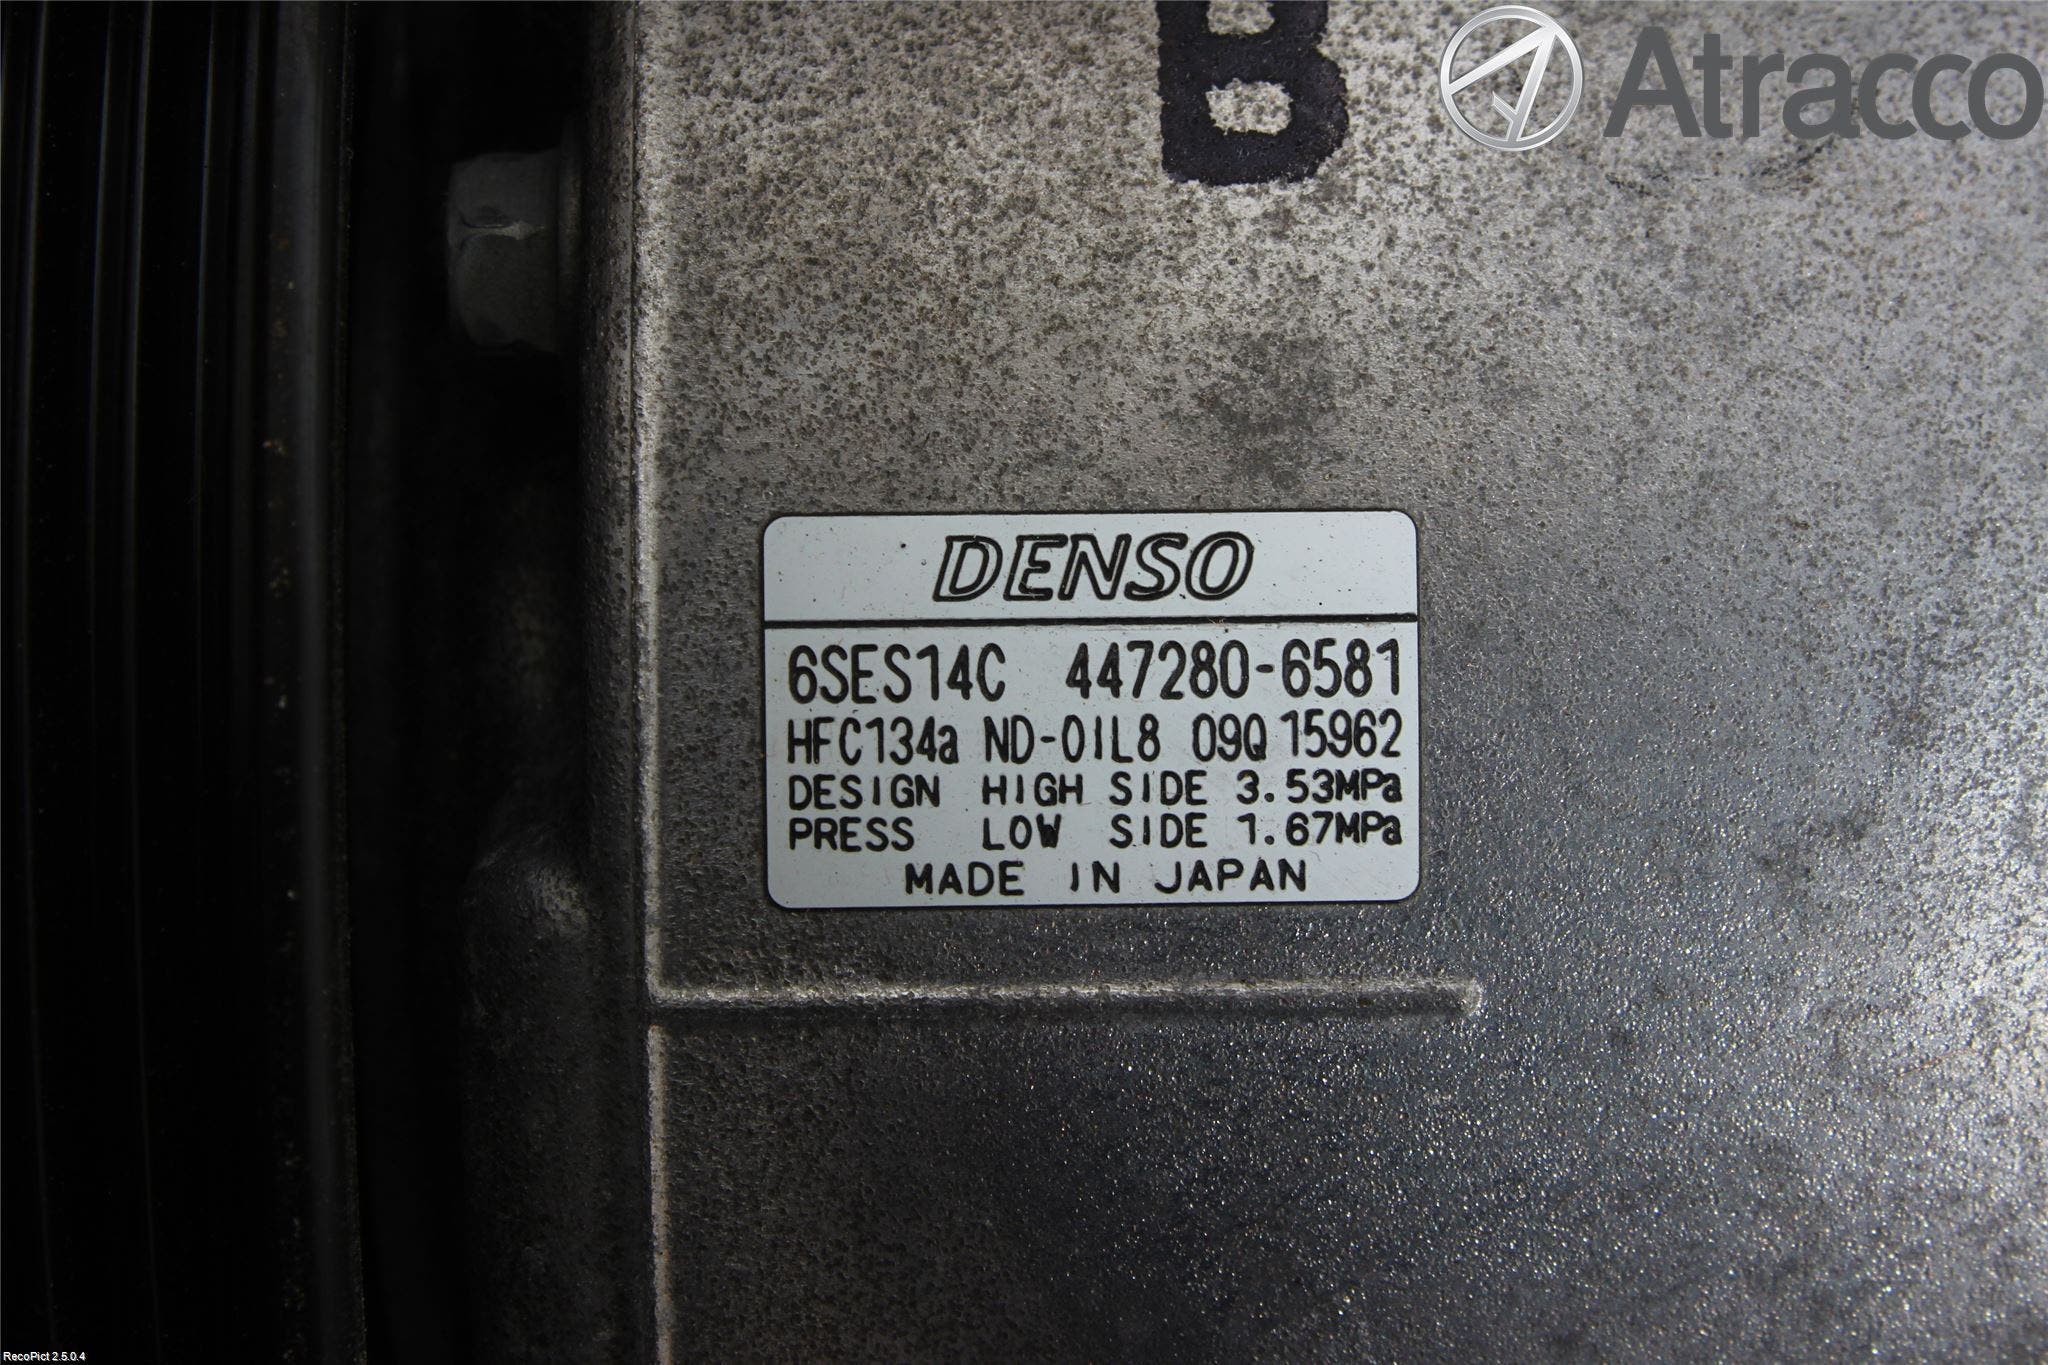 B
Atracco
DENSO
6SES14C 447280-6581
HFC134a ND-OIL8 09Q 15962
DESIGN HIGH SIDE 3.53MPa
PRESS LOW SIDE 1.67MPa
MADE IN JAPAN
RecoPict 2.5.0.4